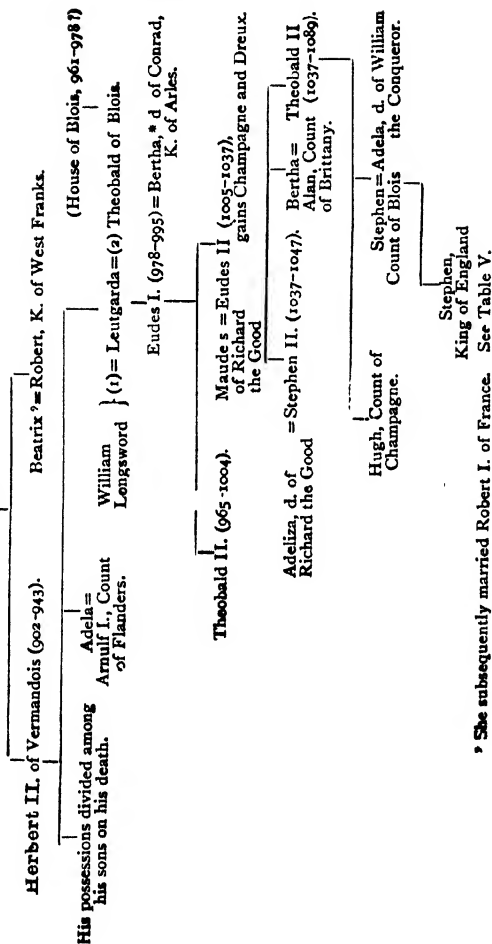 Herbert II. of Vermandois (902-943).
Beatrix ? = Robert, K. of West Franks.
(House of Blois, 961-978?)
His possessions divided among
his sons on his death.
Adela=
Arnulf I., Count
of Flanders.
William
Longsword
} (1) = Leutgarda = (2) Theobald of Blois.
Eudes I. (978-995) = Bertha, * d of Conrad,
K. of Arles.
Theobald II. (965-1004).
Maude s = Eudes II (1005-1037),
of Richard
the Good
gains Champagne and Dreux.
Adeliza, d. of
Richard the Good
= Stephen II. (1037-1047).
Bertha =
Alan, Count
of Brittany.
Theobald II
(1037-1089).
Hugh, Count of
Champagne.
Stephen = Adela, d. of William
Count of Blois
the Conqueror.
Stephen,
King of England
See Table V.
? She subsequently married Robert I. of France.